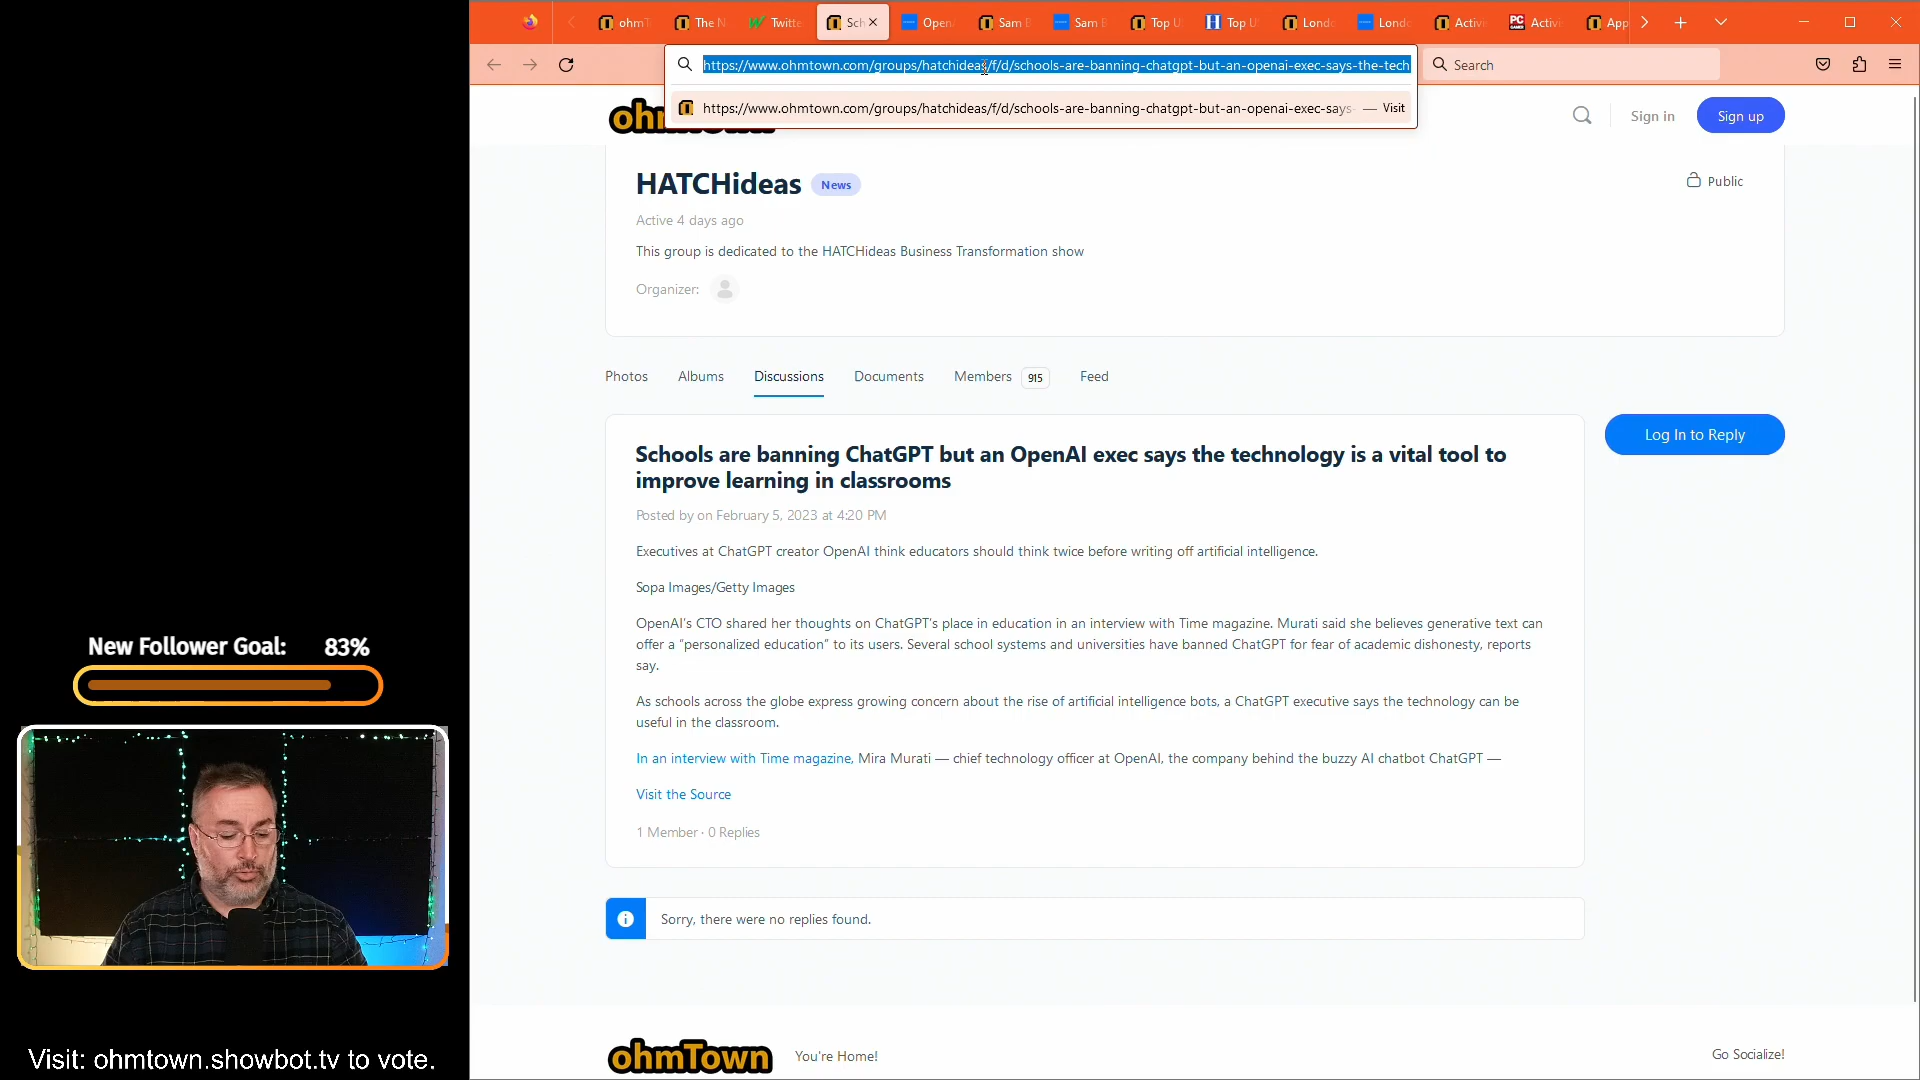 ohmT
The N
Twitte
Sch
Open
Sam E
Sam E
Top U
Top U
Londo
Londo
Activi
PC
Activi
App
https://www.ohmtown.com/groups/hatchideas/f/d/schools-are-banning-chatgpt-but-an-openai-exec-says-the-tech
Search
https://www.ohmtown.com/groups/hatchideas/f/d/schools-are-banning-chatgpt-but-an-openai-exec-says- — Visit
Sign in
Sign up
HATCHideas
News
Public
Active 4 days ago
This group is dedicated to the HATCHideas Business Transformation show
Organizer:
Photos
Albums
Discussions
Documents
Members 915
Feed
Schools are banning ChatGPT but an OpenAI exec says the technology is a vital tool to
improve learning in classrooms
Log In to Reply
Posted by on February 5, 2023 at 4:20 PM
Executives at ChatGPT creator OpenAI think educators should think twice before writing off artificial intelligence.
Sopa Images/Getty Images
OpenAI's CTO shared her thoughts on ChatGPT's place in education in an interview with Time magazine. Murati said she believes generative text can
offer a “personalized education” to its users. Several school systems and universities have banned ChatGPT for fear of academic dishonesty, reports
say.
As schools across the globe express growing concern about the rise of artificial intelligence bots, a ChatGPT executive says the technology can be
useful in the classroom.
In an interview with Time magazine, Mira Murati — chief technology officer at OpenAI, the company behind the buzzy AI chatbot ChatGPT —
Visit the Source
1 Member · 0 Replies
Sorry, there were no replies found.
ohmTown
You're Home!
Go Socialize!
New Follower Goal: 83%
Visit: ohmtown.showbot.tv to vote.